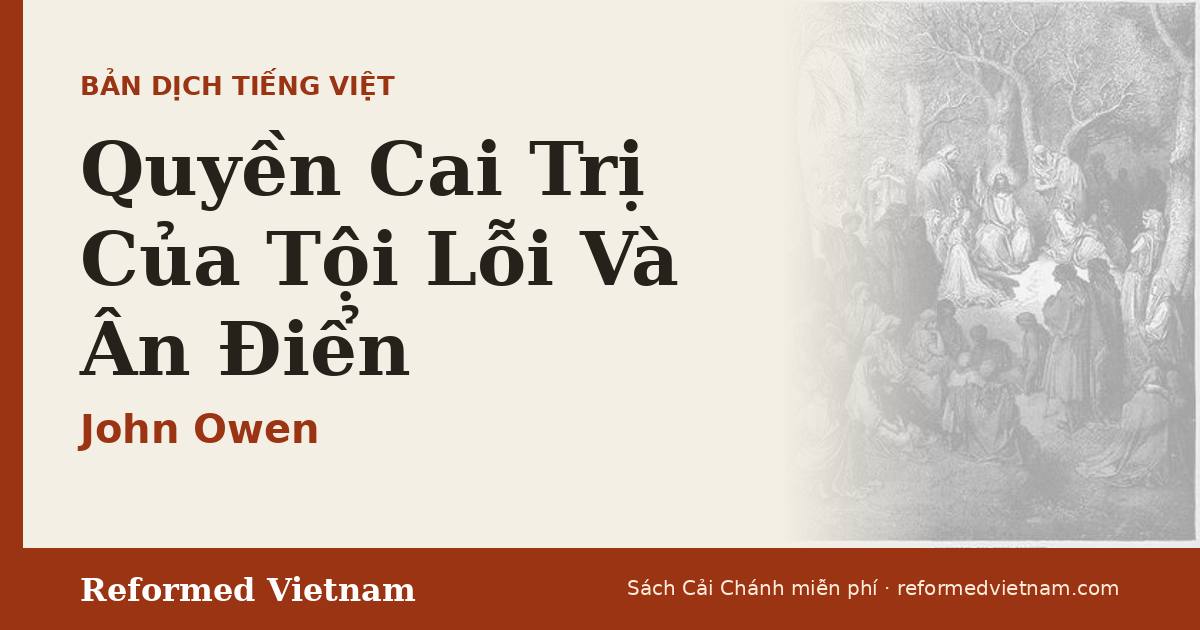 BẢN DỊCH TIẾNG VIỆT
Quyền Cai Trị
Của Tội Lỗi Và
Ân Điển
John Owen
Reformed Vietnam
Sách Cải Chánh miễn phí · reformedvietnam.com